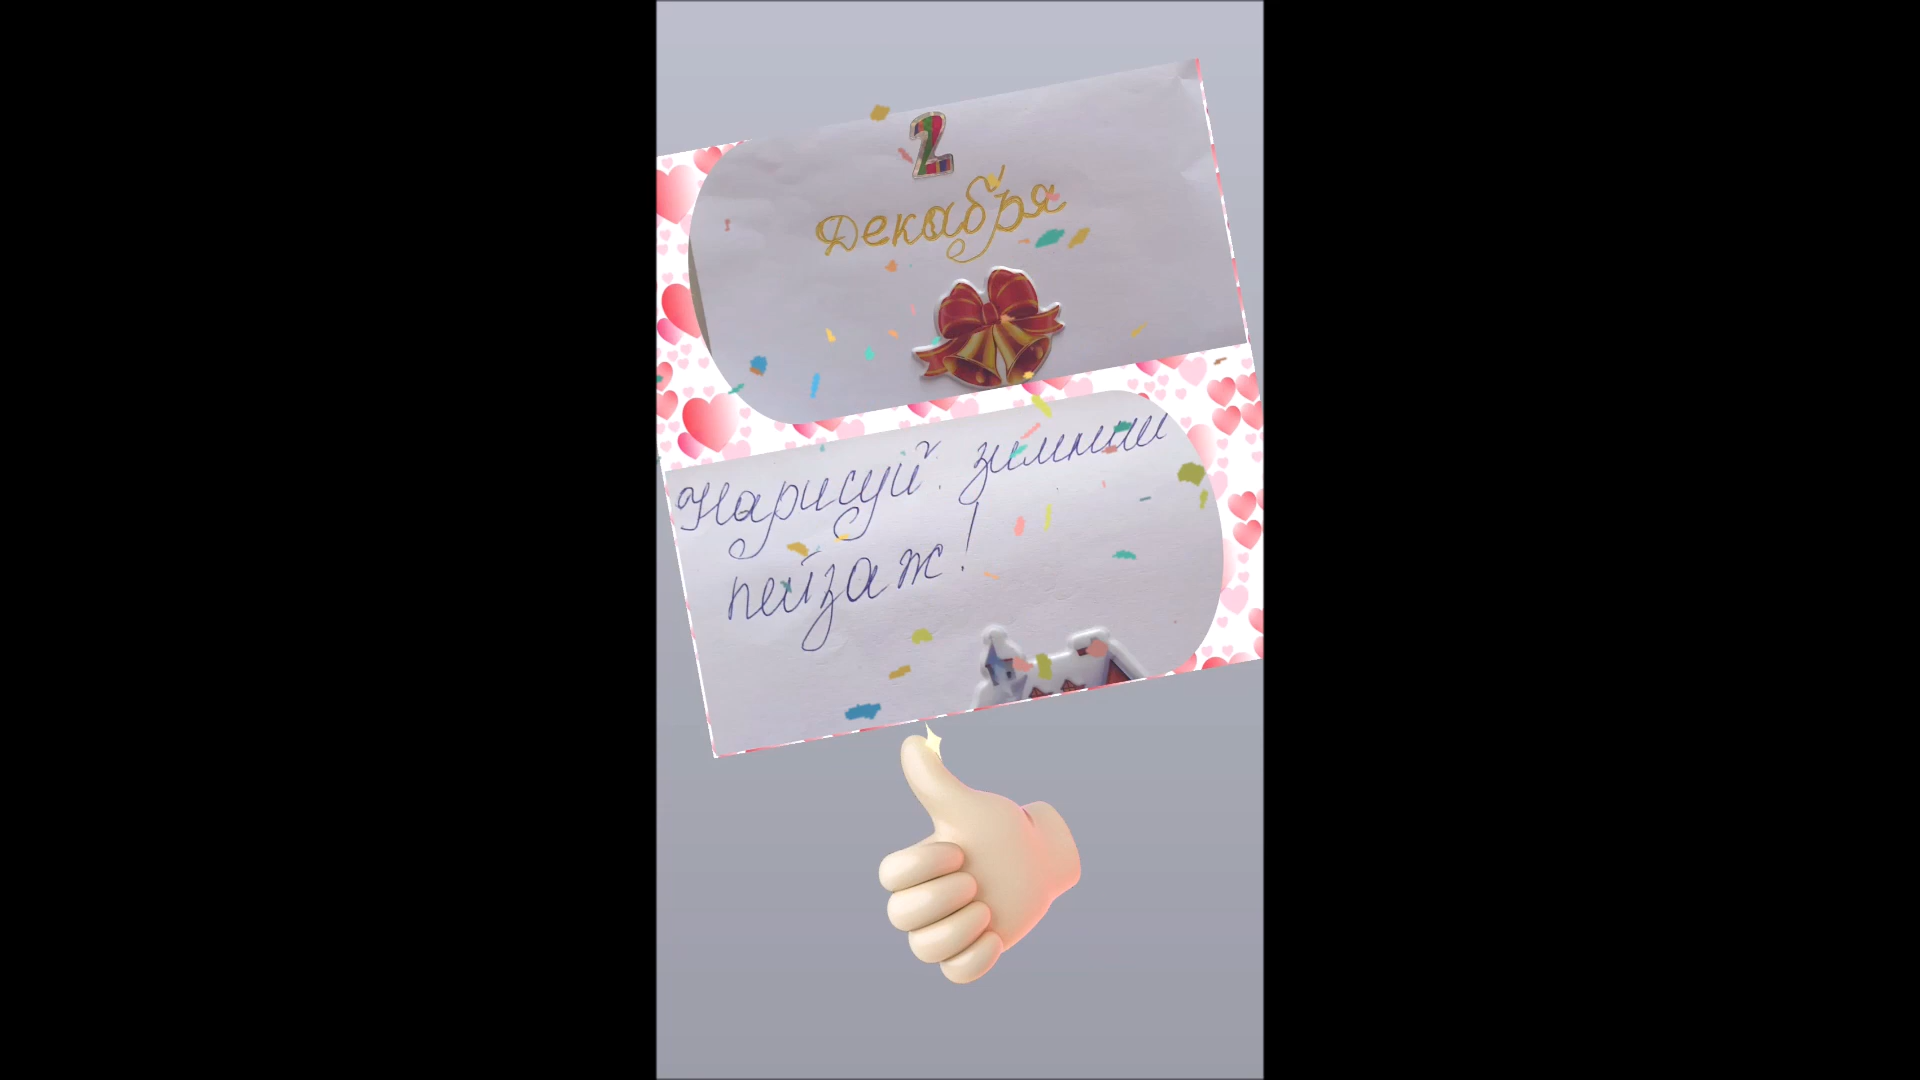 2
Декабря
Нарисуй зимний
пейзаж!